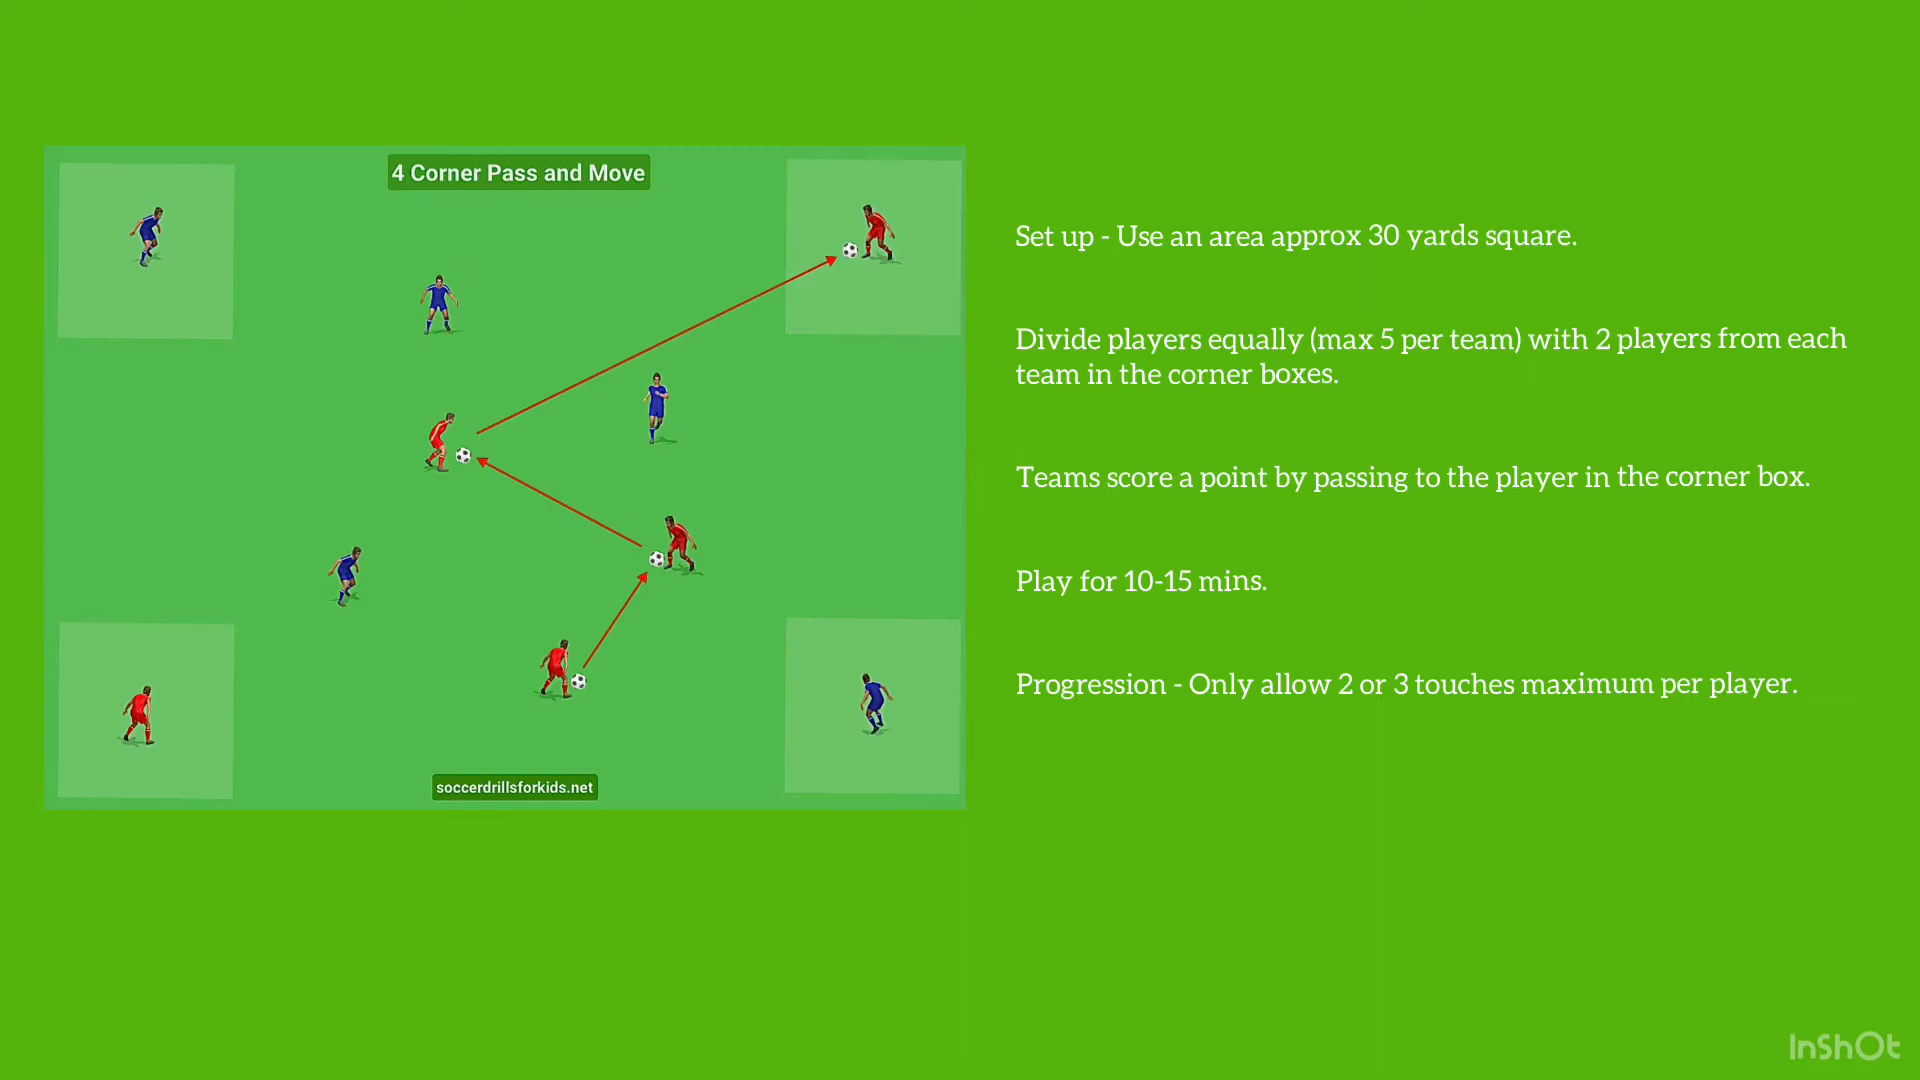 4 Corner Pass and Move
soccerdrillsforkids.net
Set up - Use an area approx 30 yards square.
Divide players equally (max 5 per team) with 2 players from each
team in the corner boxes.
Teams score a point by passing to the player in the corner box.
Play for 10-15 mins.
Progression - Only allow 2 or 3 touches maximum per player.
InShOt